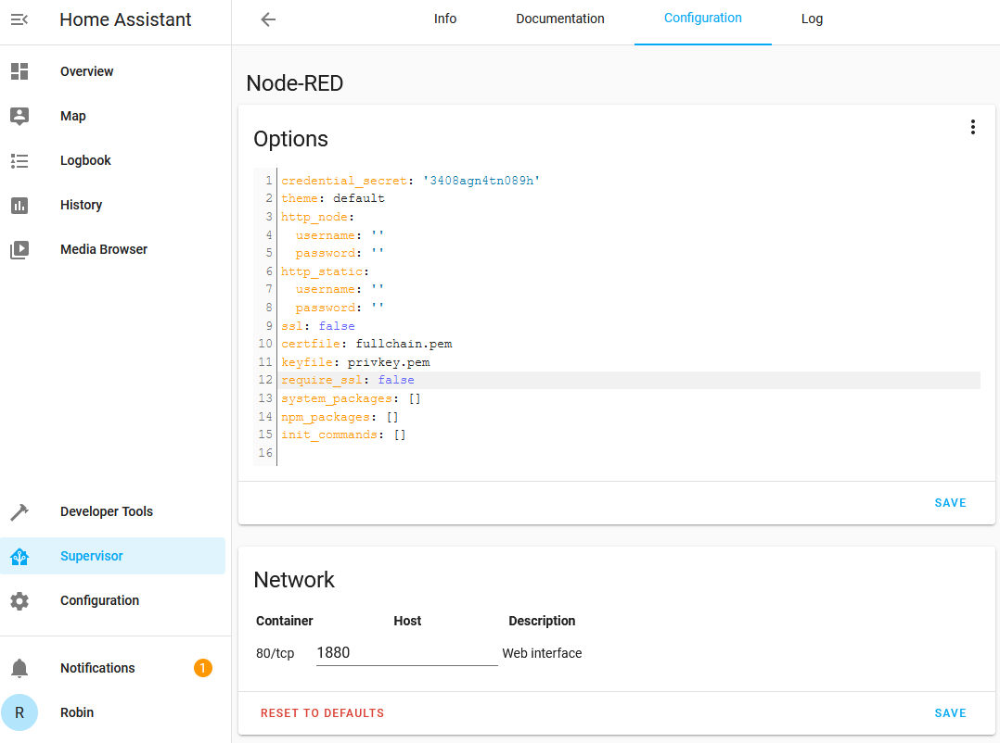 Home Assistant
Overview
Map
Logbook
History
Media Browser
Developer Tools
Supervisor
Configuration
Notifications 1
R Robin
Info Documentation Configuration Log
Node-RED
Options
1 credential_secret: '3408agn4tn089h'
2 theme: default
3 http_node:
4   username: ''
5   password: ''
6 http_static:
7   username: ''
8   password: ''
9 ssl: false
10 certfile: fullchain.pem
11 keyfile: privkey.pem
12 require_ssl: false
13 system_packages: []
14 npm_packages: []
15 init_commands: []
16
SAVE
Network
Container Host Description
80/tcp 1880 Web interface
RESET TO DEFAULTS SAVE